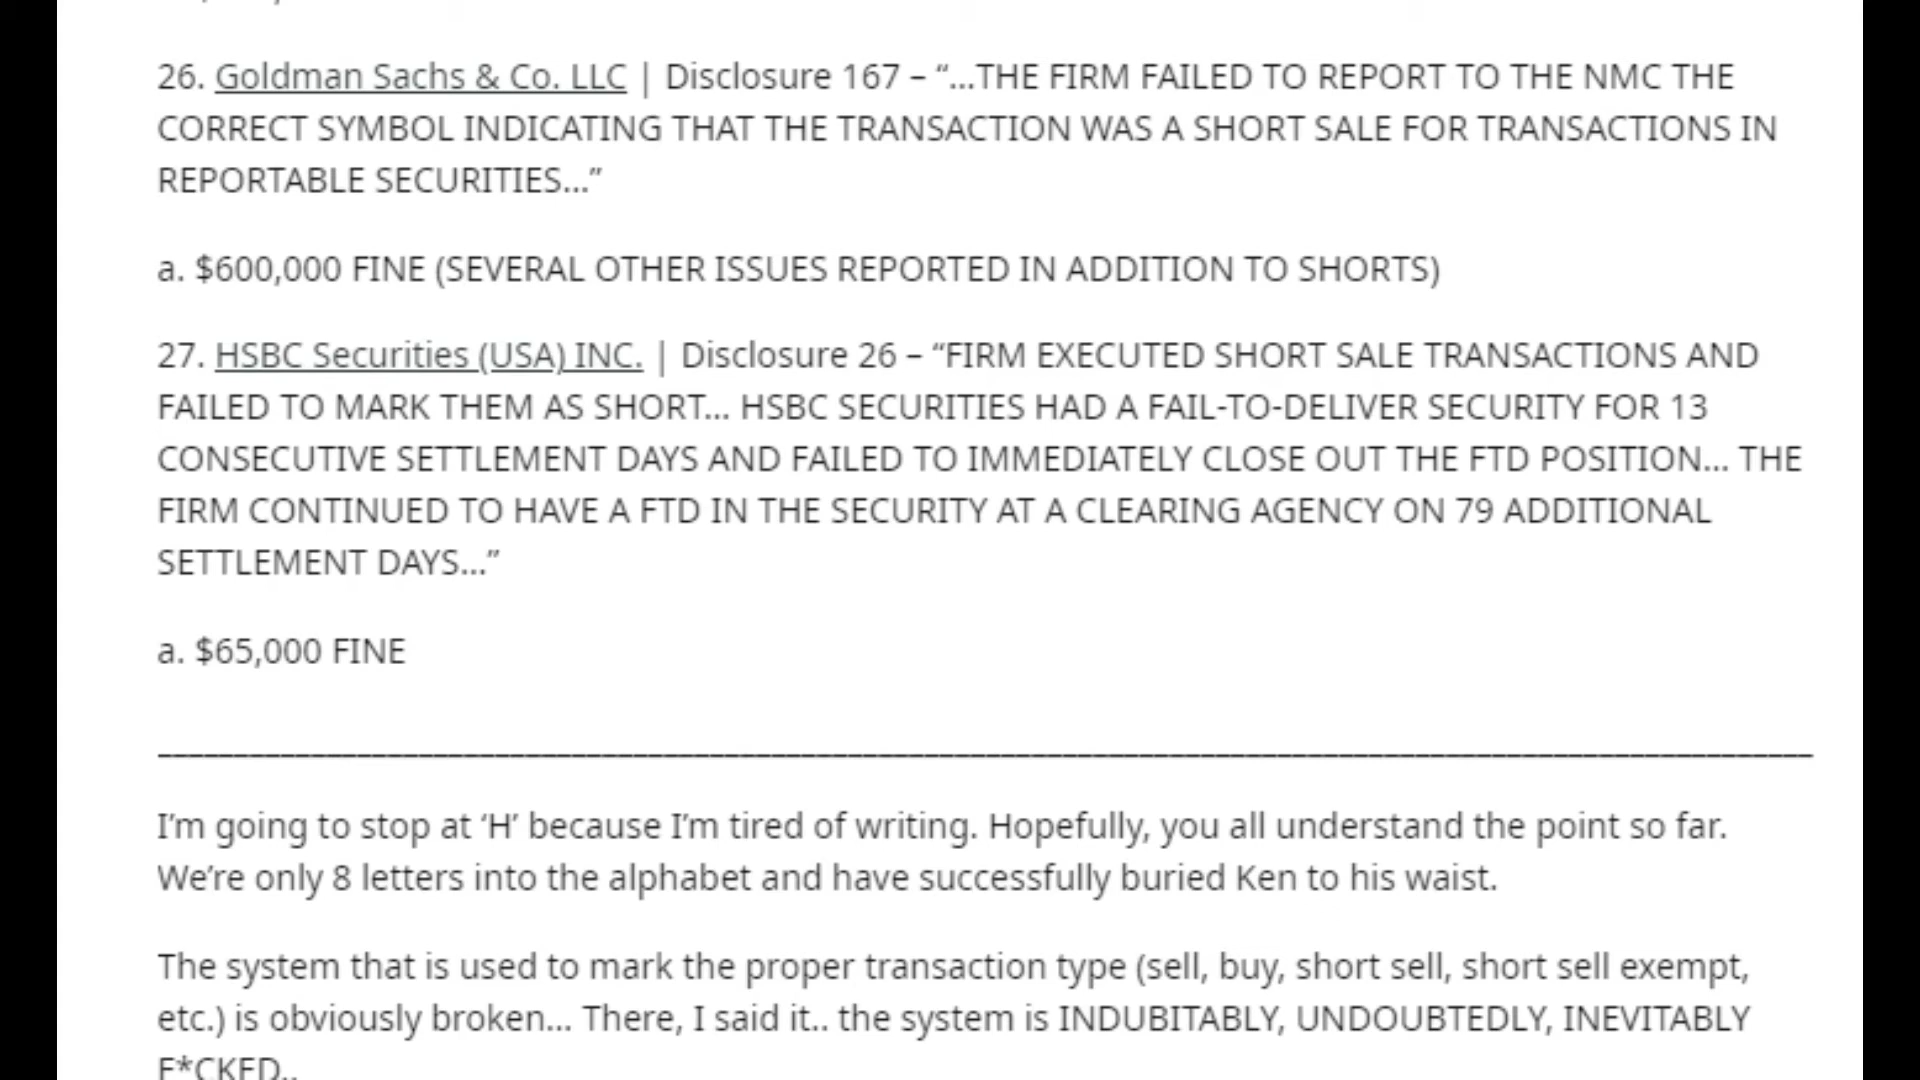 26. Goldman Sachs & Co. LLC | Disclosure 167 – “...THE FIRM FAILED TO REPORT TO THE NMC THE
CORRECT SYMBOL INDICATING THAT THE TRANSACTION WAS A SHORT SALE FOR TRANSACTIONS IN
REPORTABLE SECURITIES...”
a. $600,000 FINE (SEVERAL OTHER ISSUES REPORTED IN ADDITION TO SHORTS)
27. HSBC Securities (USA) INC. | Disclosure 26 – “FIRM EXECUTED SHORT SALE TRANSACTIONS AND
FAILED TO MARK THEM AS SHORT... HSBC SECURITIES HAD A FAIL-TO-DELIVER SECURITY FOR 13
CONSECUTIVE SETTLEMENT DAYS AND FAILED TO IMMEDIATELY CLOSE OUT THE FTD POSITION... THE
FIRM CONTINUED TO HAVE A FTD IN THE SECURITY AT A CLEARING AGENCY ON 79 ADDITIONAL
SETTLEMENT DAYS...”
a. $65,000 FINE
I’m going to stop at ‘H’ because I’m tired of writing. Hopefully, you all understand the point so far.
We’re only 8 letters into the alphabet and have successfully buried Ken to his waist.
The system that is used to mark the proper transaction type (sell, buy, short sell, short sell exempt,
etc.) is obviously broken... There, I said it.. the system is INDUBITABLY, UNDOUBTEDLY, INEVITABLY
F*CKED..